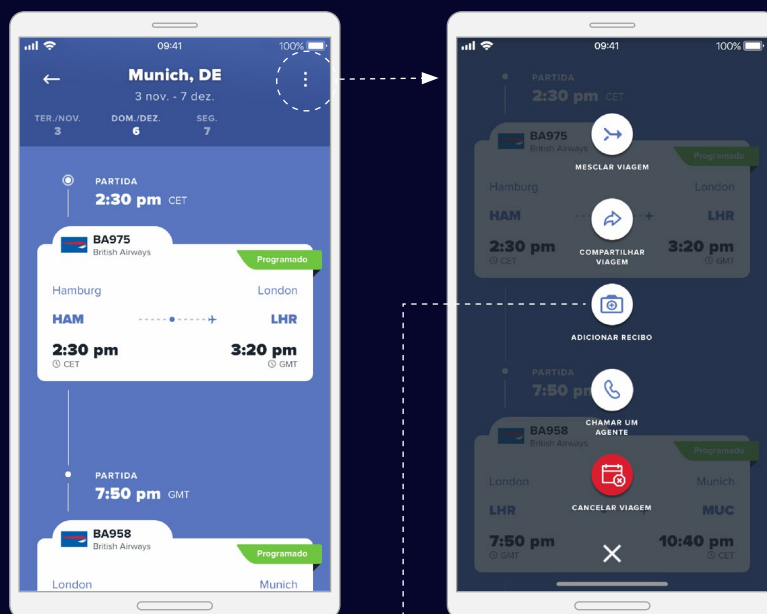 09:41
100%
Munich, DE
3 nov. - 7 dez.
TER./NOV. DOM./DEZ. SEG.
3 6 7
PARTIDA
2:30 pm CET
BA975
British Airways
Programado
Hamburg London
HAM LHR
2:30 pm 3:20 pm
CET GMT
PARTIDA
7:50 pm GMT
BA958
British Airways
Programado
London Munich
09:41
100%
PARTIDA
2:30 pm CET
BA975
British Airways
MESCLAR VIAGEM
Programado
Hamburg London
HAM LHR
2:30 pm 3:20 pm
CET GMT
COMPARTILHAR
VIAGEM
ADICIONAR RECIBO
PARTIDA
7:50 pm
CHAMAR UM
AGENTE
BA958
British Airways
Programado
London Munich
CANCELAR VIAGEM
LHR MUC
7:50 pm 10:40 pm
GMT CET